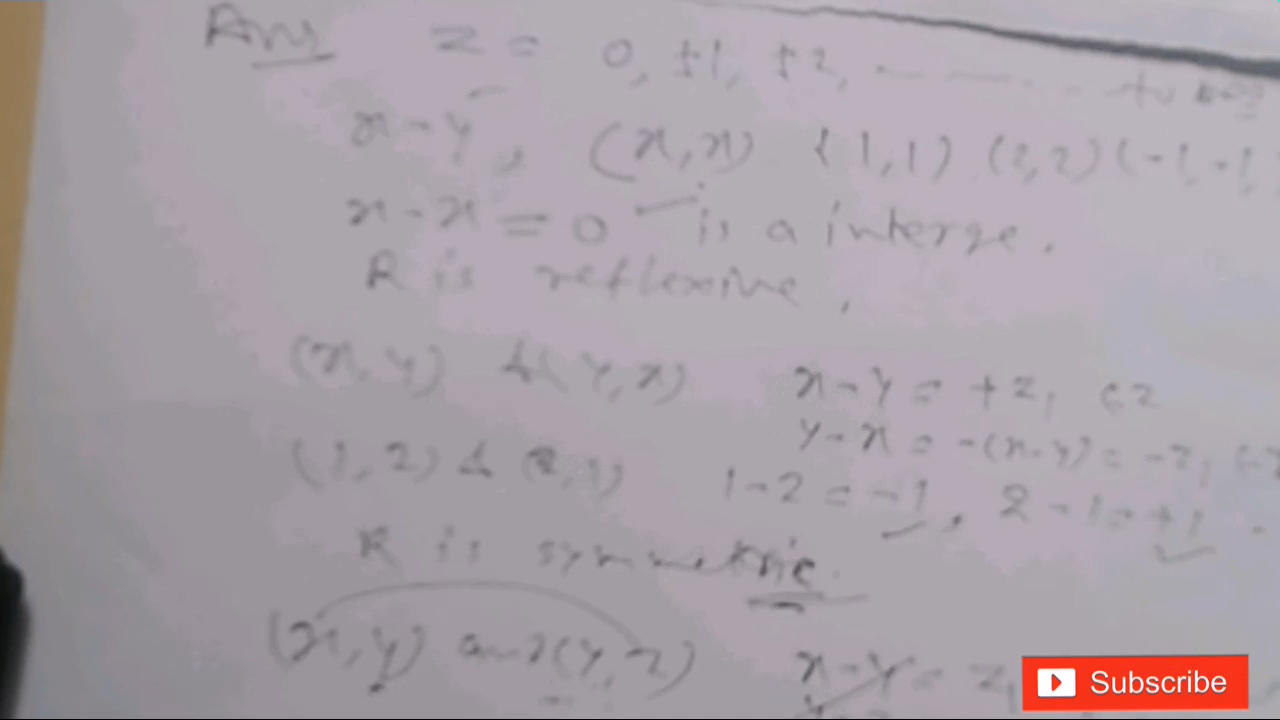 Ans Z = 0, ±1, ±2, ------- to
x-y, (x,x) (1,1) (2,2) (-1,-1)
x-x = 0 is a interge.
R is reflexive,
(x,y) & (y,x) x-y = +z, ∈z
y-x = -(x-y) = -z,
(1,2) & (2,1) 1-2 = -1, 2-1=+1
R is symmetric.
(x,y) and (y,z) x-y = z1
Subscribe